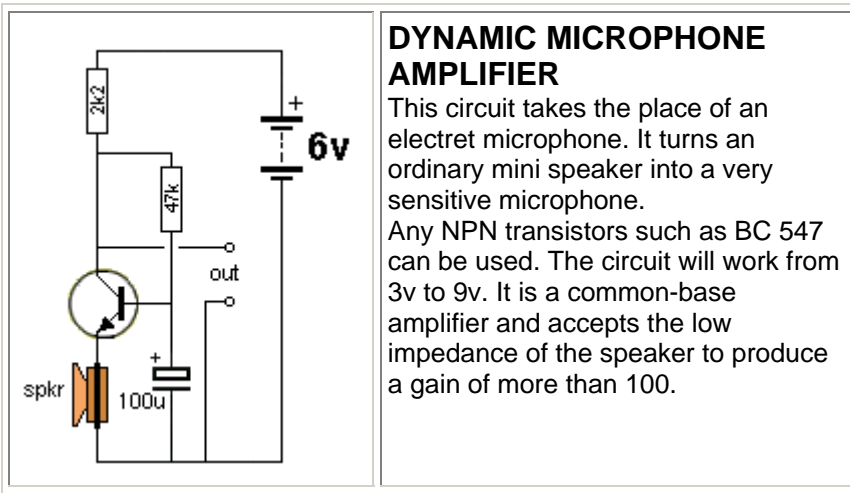 2k2
+
6v
47k
out
+
spkr
100u
DYNAMIC MICROPHONE
AMPLIFIER
This circuit takes the place of an
electret microphone. It turns an
ordinary mini speaker into a very
sensitive microphone.
Any NPN transistors such as BC 547
can be used. The circuit will work from
3v to 9v. It is a common-base
amplifier and accepts the low
impedance of the speaker to produce
a gain of more than 100.